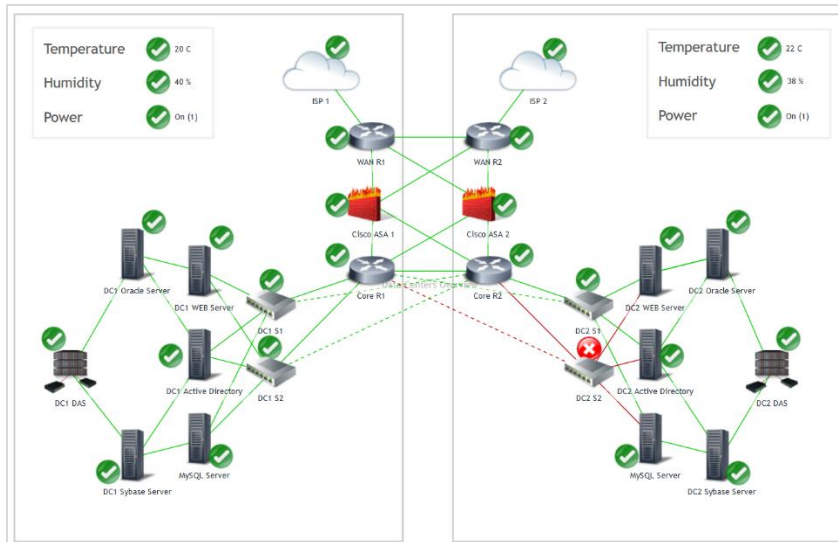 Temperature 20 C
Humidity 40 %
Power On (1)
Temperature 22 C
Humidity 38 %
Power On (1)
ISP 1
ISP 2
WAN R1
WAN R2
Cisco ASA 1
Cisco ASA 2
Core R1
Core R2
Data Centers Overview
DC1 Oracle Server
DC1 WEB Server
DC1 S1
DC1 Active Directory
DC1 S2
DC1 DAS
DC1 Sybase Server
MySQL Server
DC2 S1
DC2 WEB Server
DC2 Oracle Server
DC2 S2
DC2 Active Directory
DC2 DAS
MySQL Server
DC2 Sybase Server